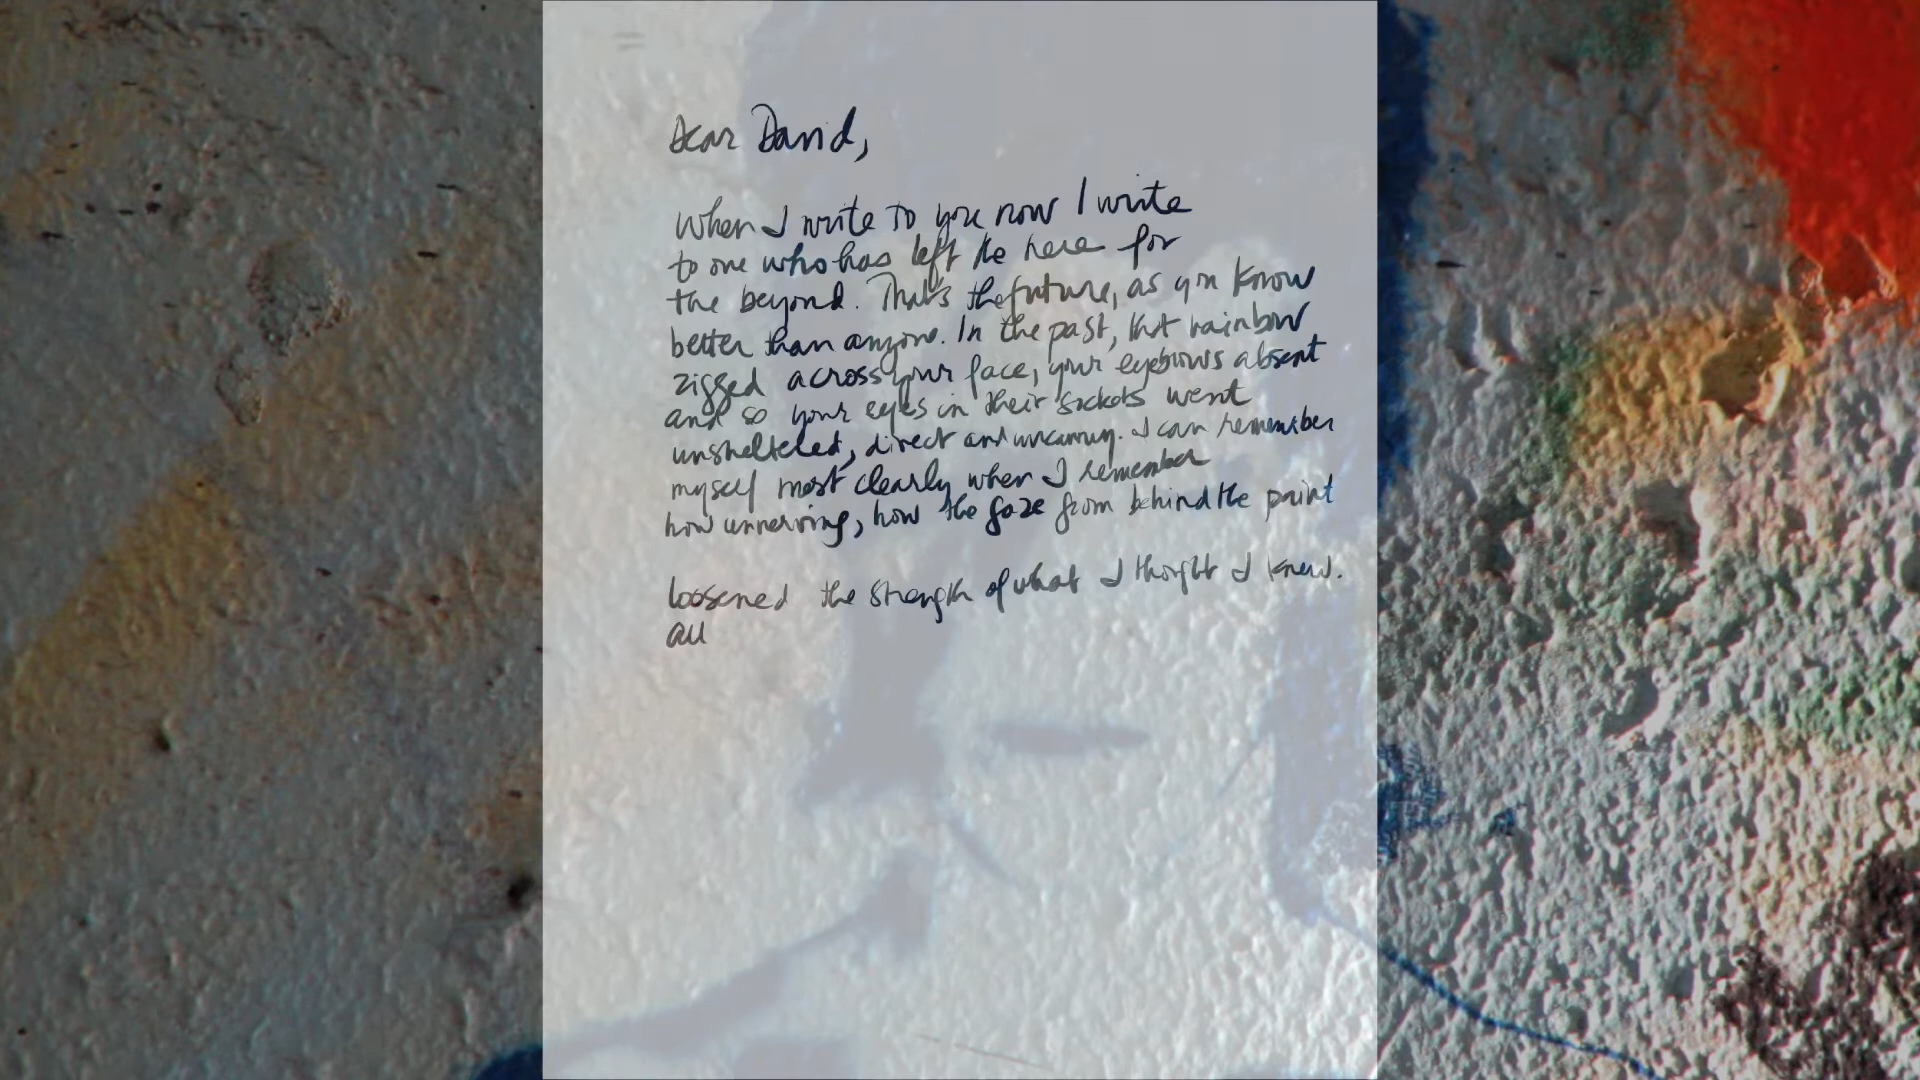 Dear David,
When I write to you now I write
to one who has left the here for
the beyond. That's the future, as you know
better than anyone. In the past, that rainbow
zigged across your face, your eyebrows absent
and so your eyes in their sockets went
unsheltered, direct and uncanny. I can remember
myself most clearly when I remember
how unnerving, how the gaze from behind the paint
loosened the strength of what I thought I knew.
All